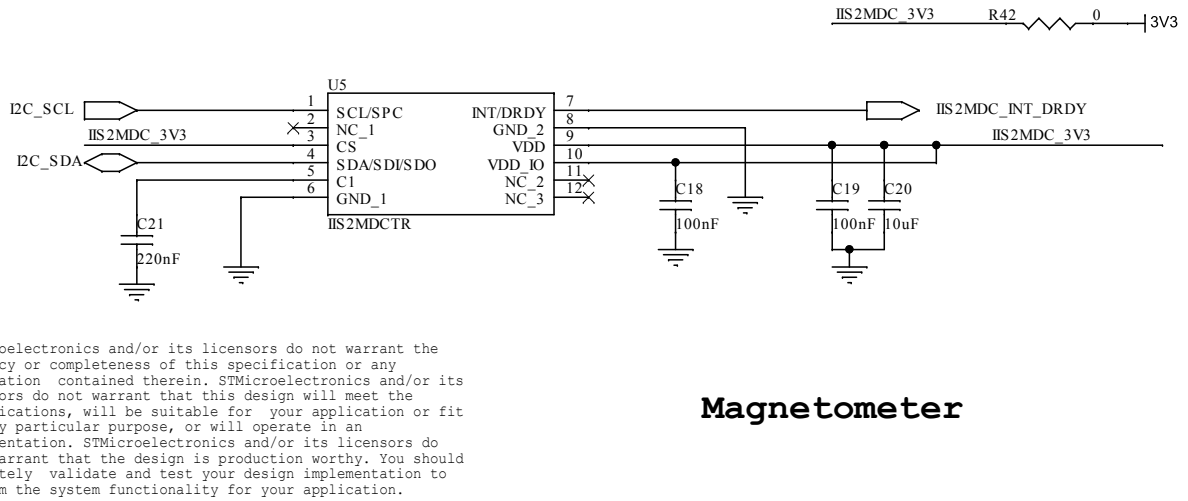 IIS2MDC_3V3 R42 0 3V3
U5
I2C_SCL 1 SCL/SPC INT/DRDY 7 IIS2MDC_INT_DRDY
2 NC_1 GND_2 8
IIS2MDC_3V3 3 CS VDD 9 IIS2MDC_3V3
I2C_SDA 4 SDA/SDI/SDO VDD_IO 10
5 C1 NC_2 11
6 GND_1 NC_3 12
IIS2MDCTR
C18 C19 C20
100nF 100nF 10uF
C21
220nF
oelectronics and/or its licensors do not warrant the
cy or completeness of this specification or any
ation contained therein. STMicroelectronics and/or its
ors do not warrant that this design will meet the
ications, will be suitable for your application or fit
y particular purpose, or will operate in an
entation. STMicroelectronics and/or its licensors do
arrant that the design is production worthy. You should
tely validate and test your design implementation to
m the system functionality for your application.
Magnetometer